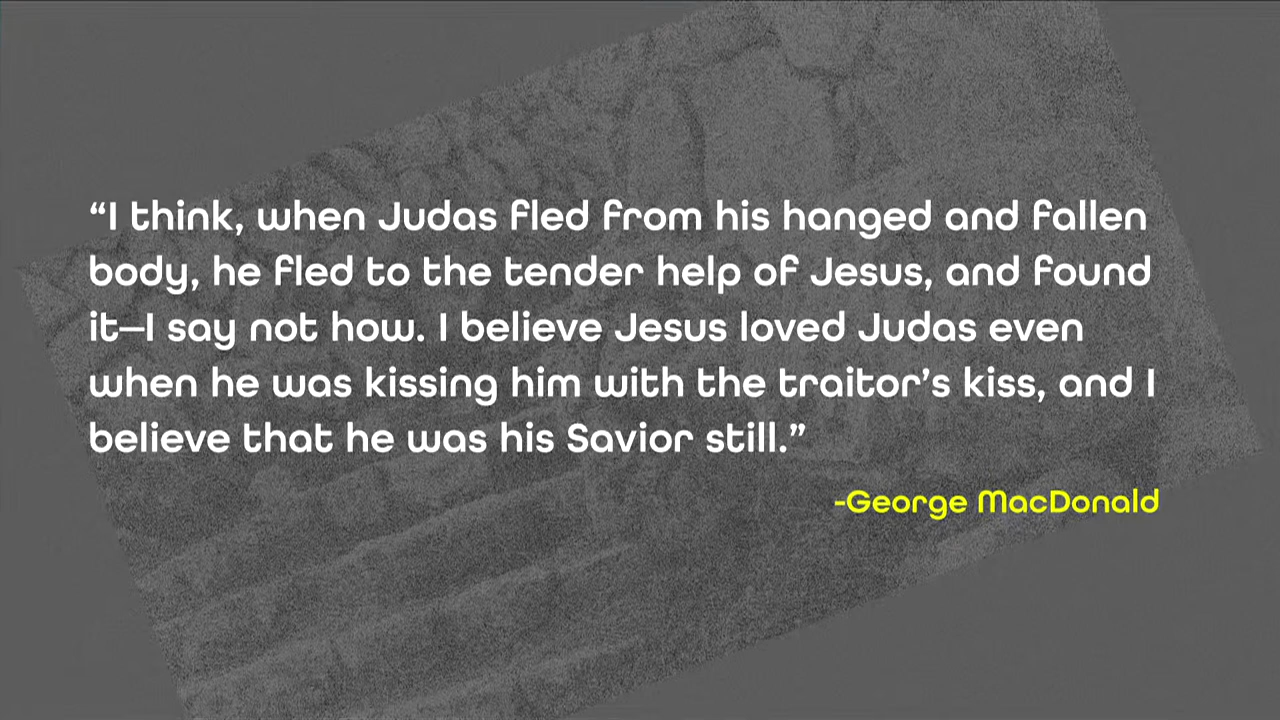 “I think, when Judas fled from his hanged and fallen
body, he fled to the tender help of Jesus, and found
it—I say not how. I believe Jesus loved Judas even
when he was kissing him with the traitor’s kiss, and I
believe that he was his Savior still.”
-George MacDonald